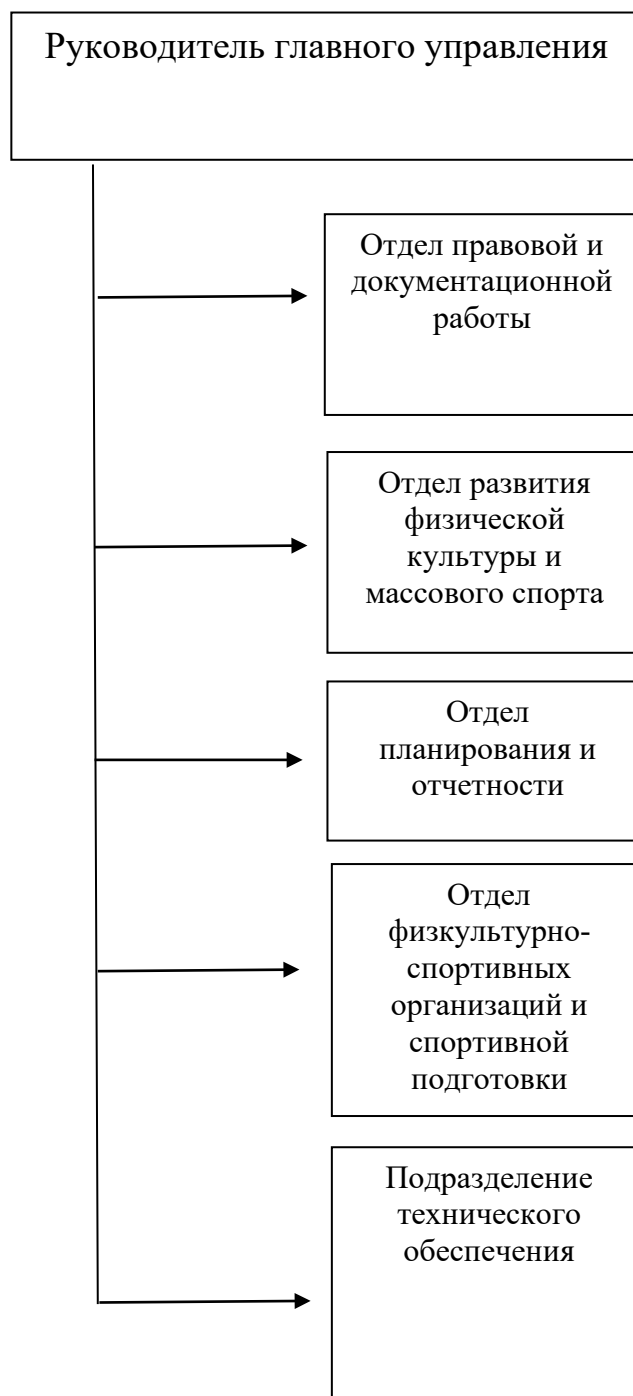 Руководитель главного управления
Отдел правовой и
документационной
работы
Отдел развития
физической
культуры и
массового спорта
Отдел
планирования и
отчетности
Отдел
физкультурно-
спортивных
организаций и
спортивной
подготовки
Подразделение
технического
обеспечения